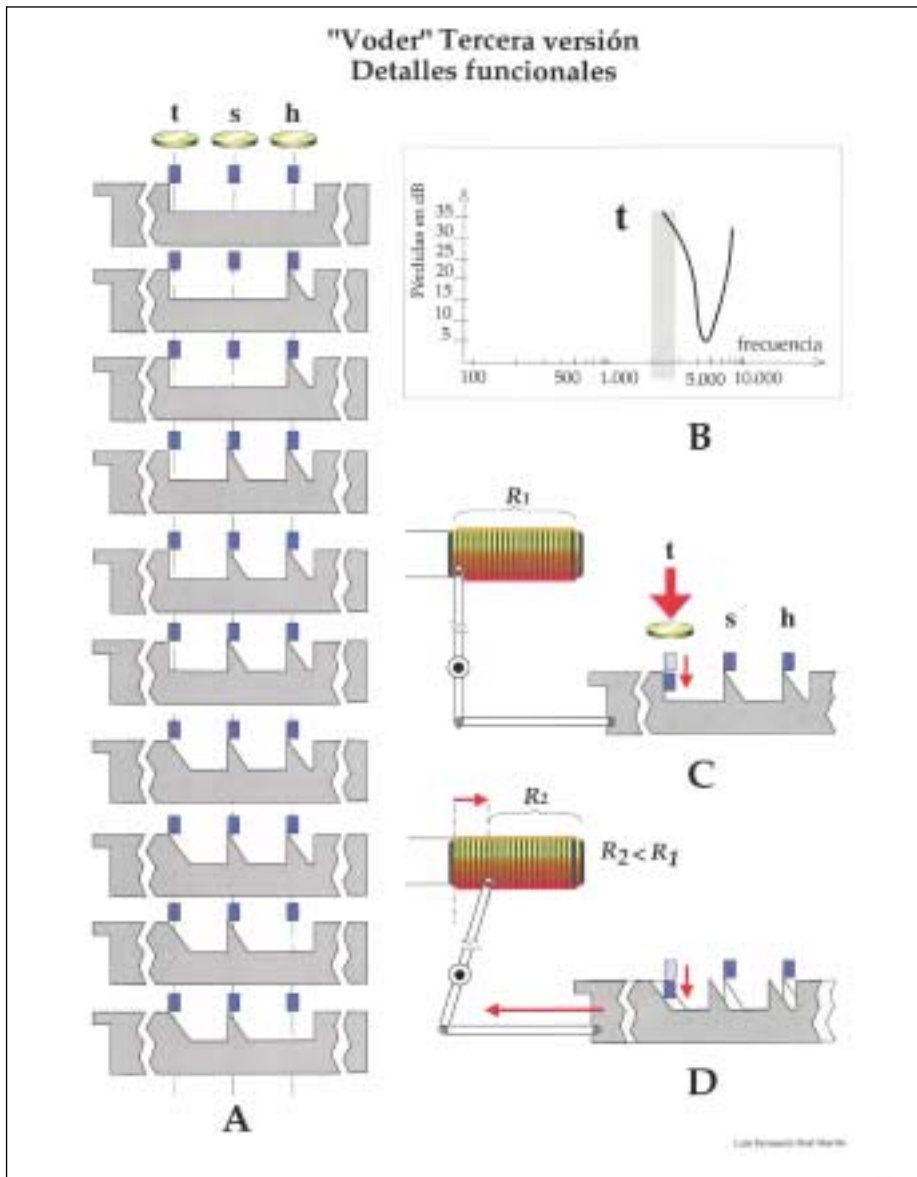 "Voder" Tercera versión
Detalles funcionales
t s h
A
Pérdidas en dB
35
30
25
20
15
10
5
t
frecuencia
100 500 1.000 5.000 10.000
B
R1
t
s h
C
R2
R2 < R1
D